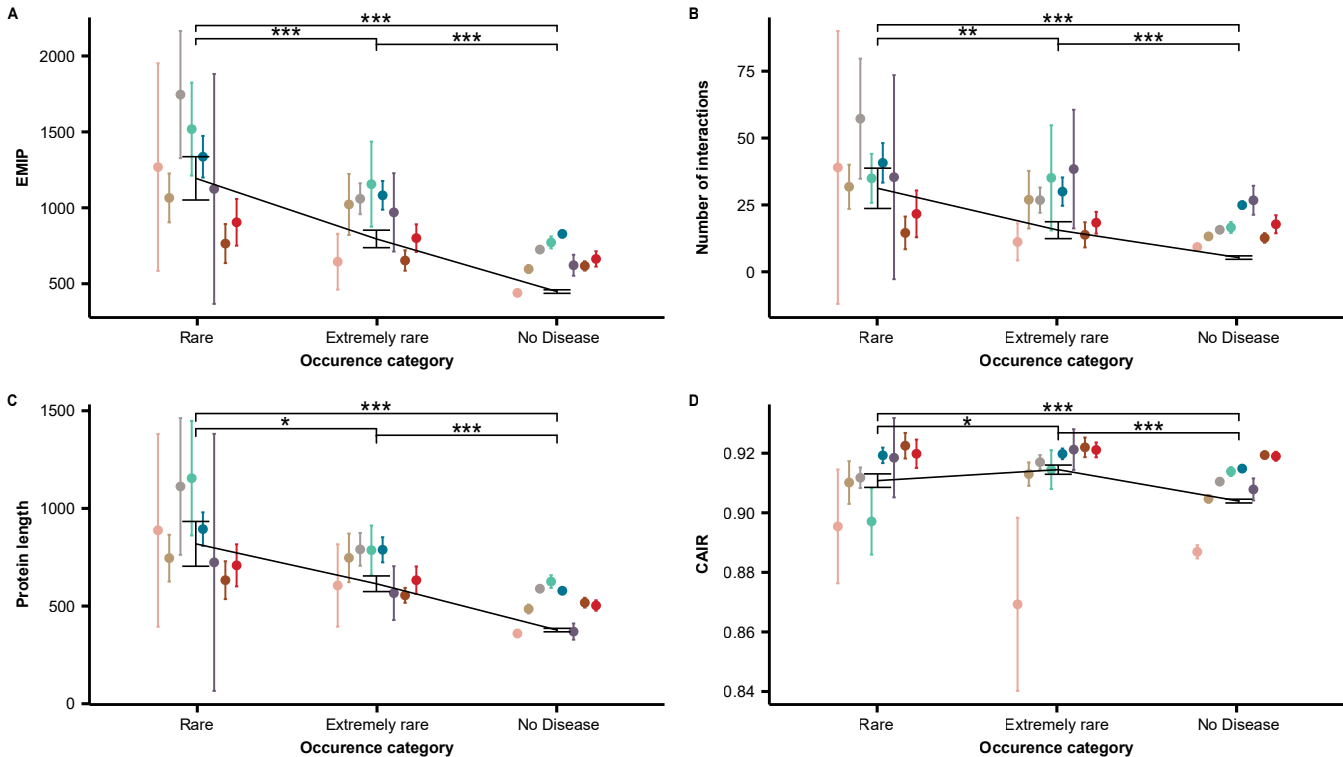 A
EMIP
2000
1500
1000
500
***
***
***
Rare
Extremely rare
No Disease
Occurence category
B
Number of interactions
75
50
25
0
***
**
***
Rare
Extremely rare
No Disease
Occurence category
C
Protein length
1500
1000
500
0
***
*
***
Rare
Extremely rare
No Disease
Occurence category
D
CAIR
0.92
0.90
0.88
0.86
0.84
***
*
***
Rare
Extremely rare
No Disease
Occurence category